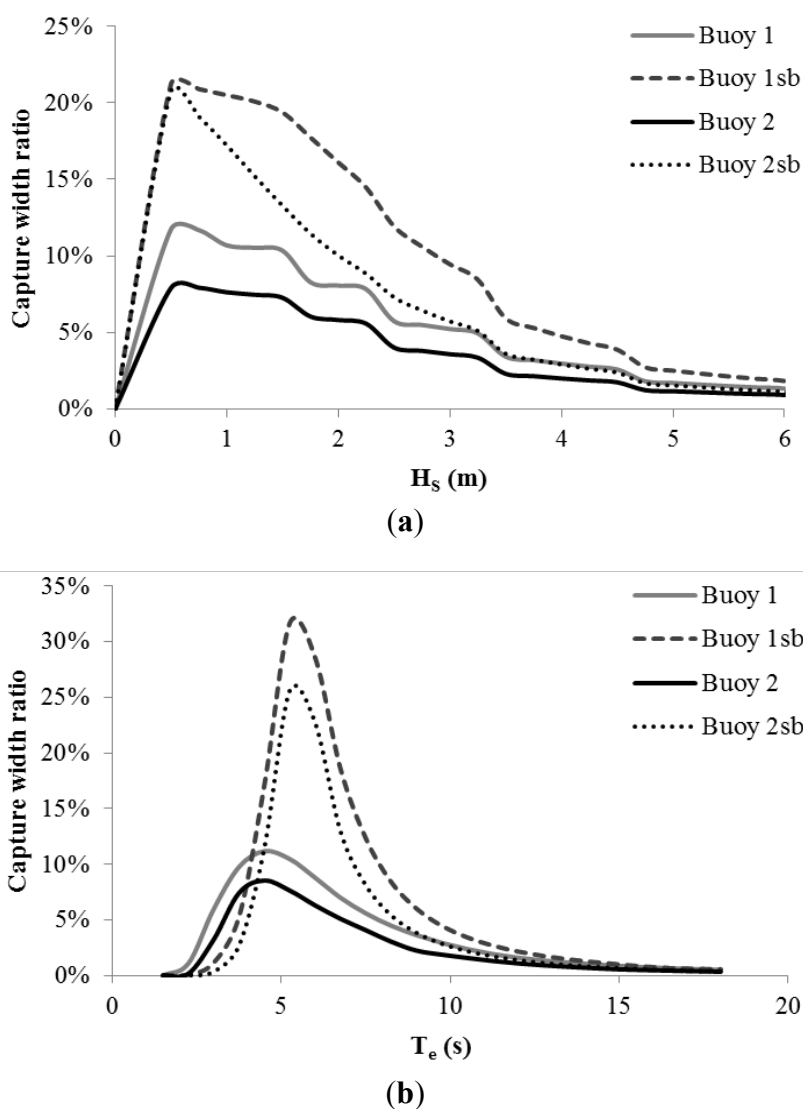 25%
20%
15%
10%
5%
0%
Capture width ratio
Buoy 1
Buoy 1sb
Buoy 2
Buoy 2sb
0 1 2 3 4 5 6
H_S (m)
(a)
35%
30%
25%
20%
15%
10%
5%
0%
Capture width ratio
Buoy 1
Buoy 1sb
Buoy 2
Buoy 2sb
0 5 10 15 20
T_e (s)
(b)